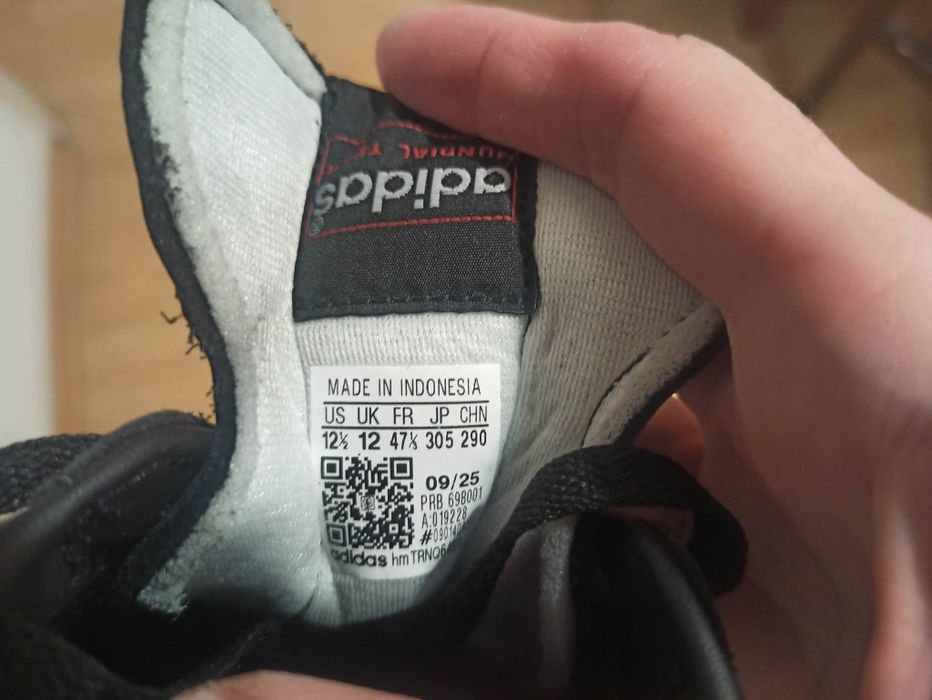 MUNDIAL
adidas
MADE IN INDONESIA
US UK FR JP CHN
12½ 12 47⅓ 305 290
09/25
PRB 698001
A:019228
adidas